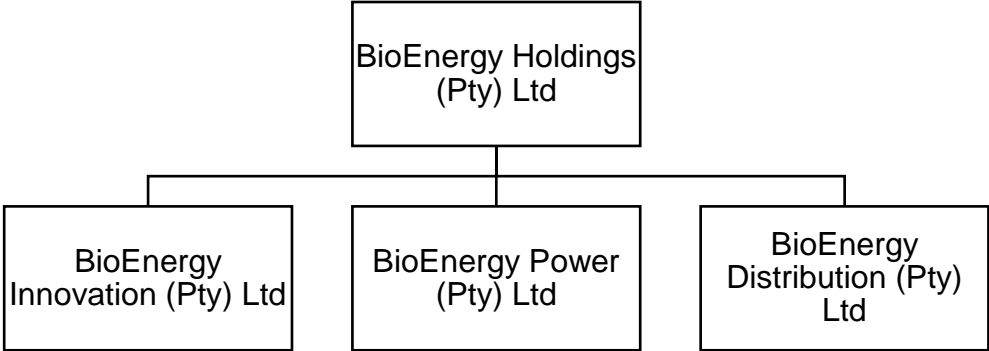 BioEnergy Holdings
(Pty) Ltd
BioEnergy
Innovation (Pty) Ltd
BioEnergy Power
(Pty) Ltd
BioEnergy
Distribution (Pty)
Ltd